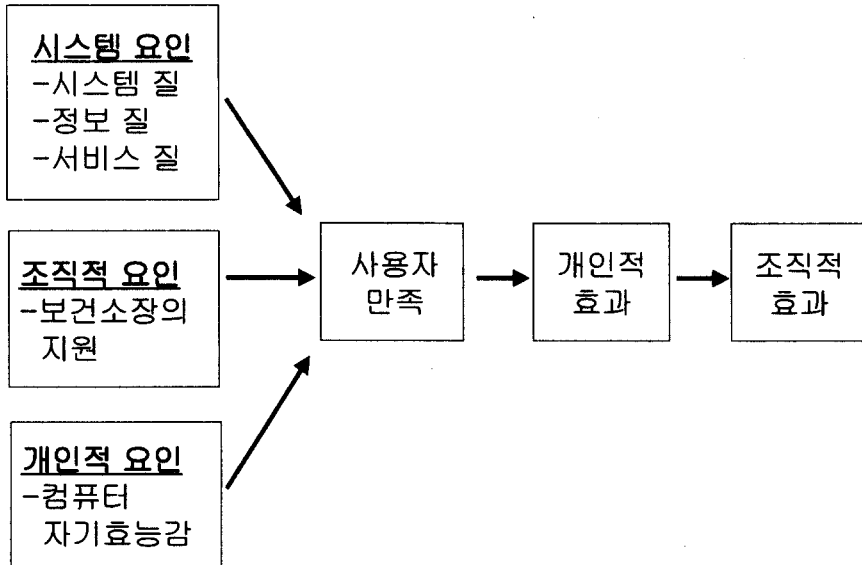 시스템 요인
-시스템 질
-정보 질
-서비스 질
조직적 요인
-보건소장의
지원
개인적 요인
-컴퓨터
자기효능감
사용자
만족
개인적
효과
조직적
효과